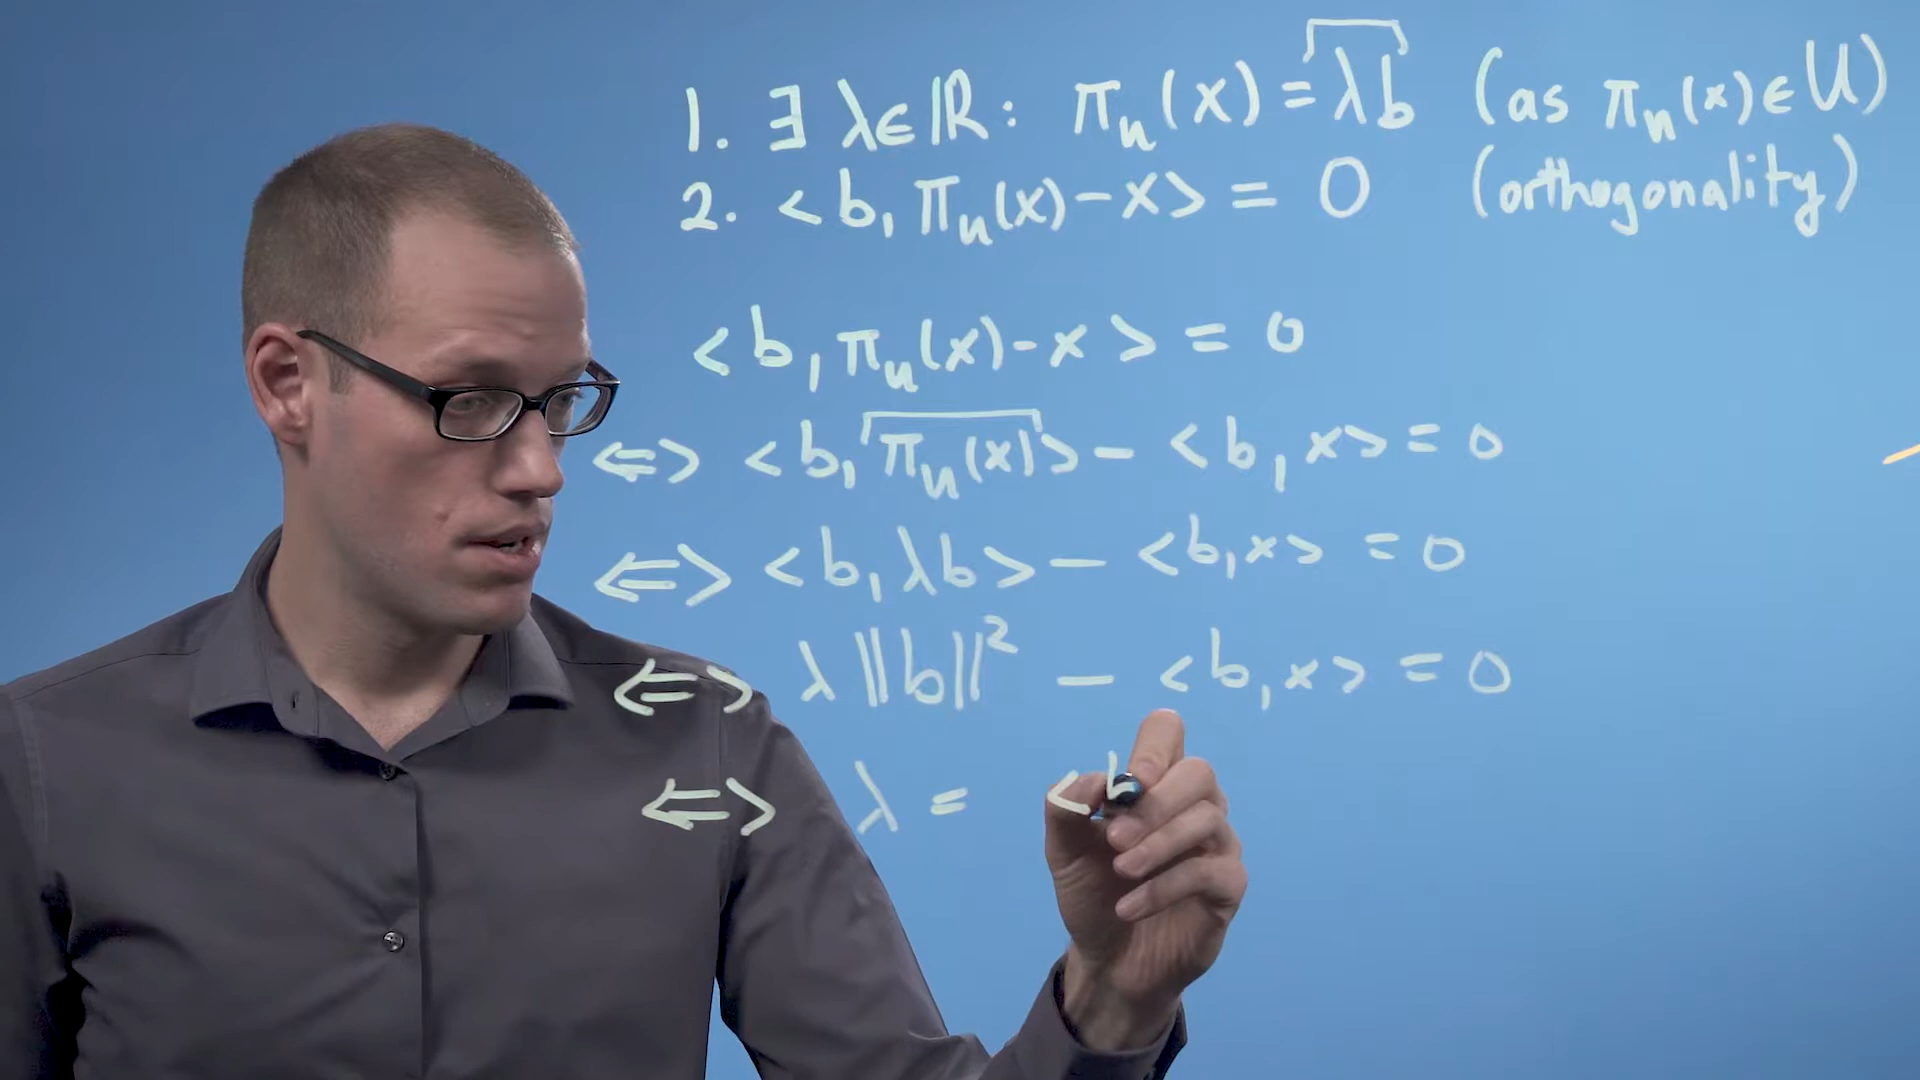 1. ∃ λ∈ℝ: π_u(x) = λb (as π_u(x)∈U)
2. <b, π_u(x)-x> = 0 (orthogonality)
<b, π_u(x)-x> = 0
⇔ <b, π_u(x)> - <b, x> = 0
⇔ <b, λb> - <b, x> = 0
⇔ λ ||b||² - <b, x> = 0
⇔ λ = <b